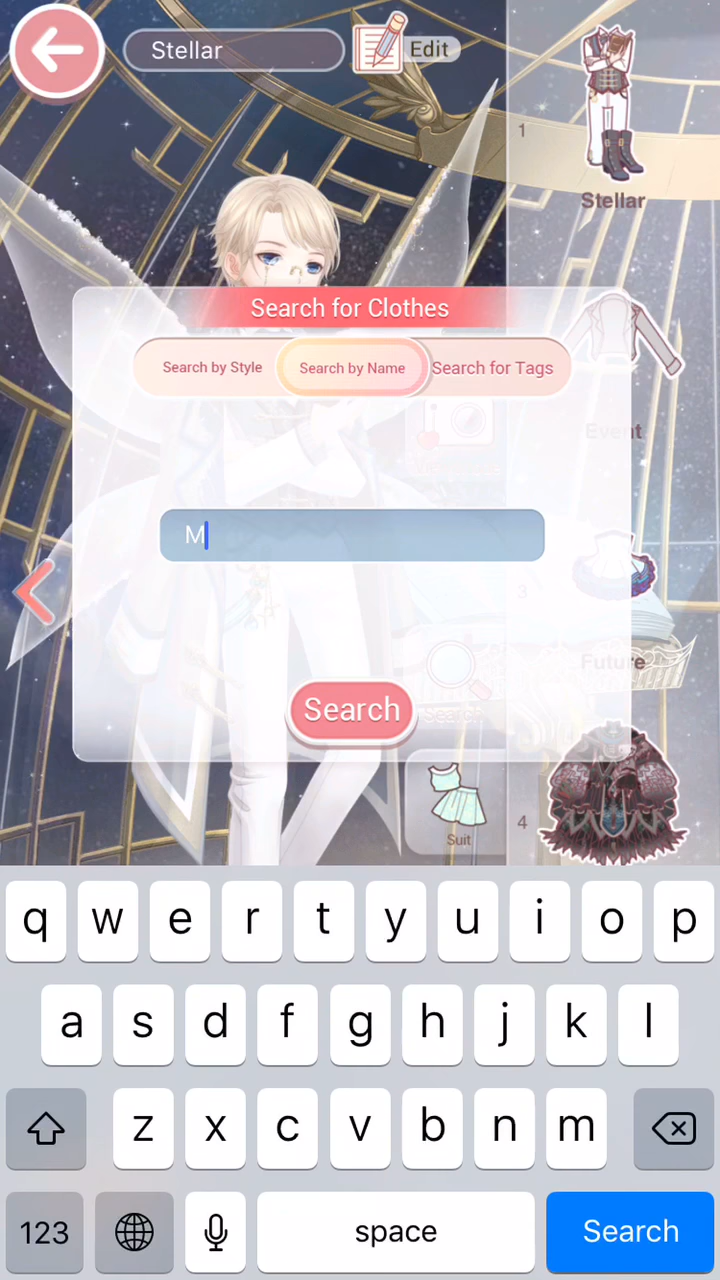 Stellar
Edit
1
Stellar
Search for Clothes
Search by Style
Search by Name
Search for Tags
Event
M
3
Future
Search
Search
Suit
4
q w e r t y u i o p
a s d f g h j k l
z x c v b n m
123
space
Search